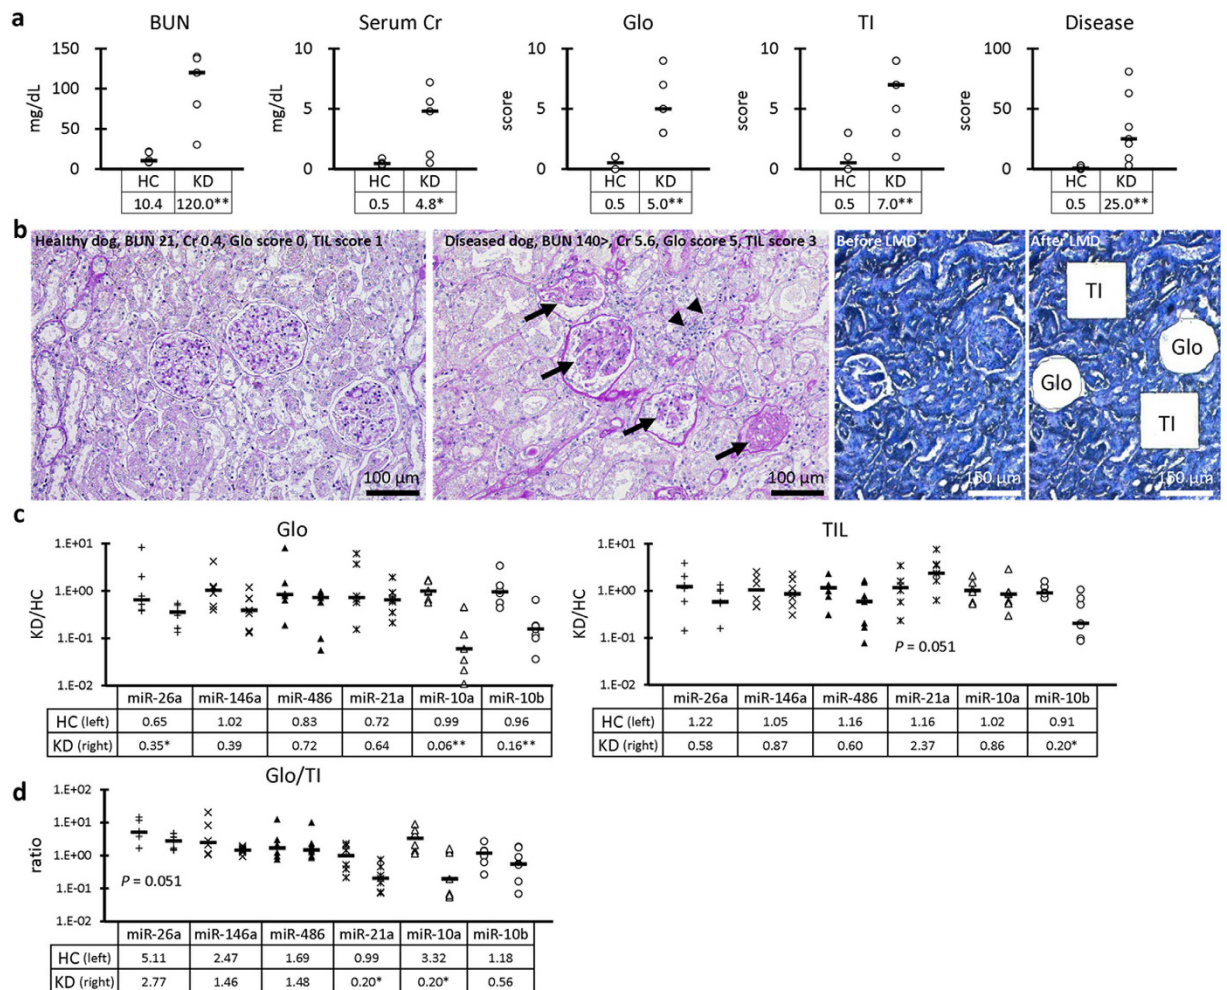 a
BUN
Serum Cr
Glo
TI
Disease
150
100
50
0
mg/dL
HC
KD
10.4
120.0**
10
5
0
mg/dL
HC
KD
0.5
4.8*
10
5
0
score
HC
KD
0.5
5.0**
10
5
0
score
HC
KD
0.5
7.0**
100
50
0
score
HC
KD
0.5
25.0**
b
Healthy dog, BUN 21, Cr 0.4, Glo score 0, TIL score 1
100 µm
Diseased dog, BUN 140>, Cr 5.6, Glo score 5, TIL score 3
100 µm
Before LMD
150 µm
After LMD
TI
Glo
Glo
TI
150 µm
c
Glo
1.E+01
1.E+00
1.E-01
1.E-02
KD/HC
miR-26a miR-146a miR-486 miR-21a miR-10a miR-10b
HC (left) 0.65 1.02 0.83 0.72 0.99 0.96
KD (right) 0.35* 0.39 0.72 0.64 0.06** 0.16**
TIL
1.E+01
1.E+00
1.E-01
1.E-02
KD/HC
P = 0.051
miR-26a miR-146a miR-486 miR-21a miR-10a miR-10b
HC (left) 1.22 1.05 1.16 1.16 1.02 0.91
KD (right) 0.58 0.87 0.60 2.37 0.86 0.20*
d
Glo/TI
1.E+02
1.E+01
1.E+00
1.E-01
1.E-02
ratio
P = 0.051
miR-26a miR-146a miR-486 miR-21a miR-10a miR-10b
HC (left) 5.11 2.47 1.69 0.99 3.32 1.18
KD (right) 2.77 1.46 1.48 0.20* 0.20* 0.56